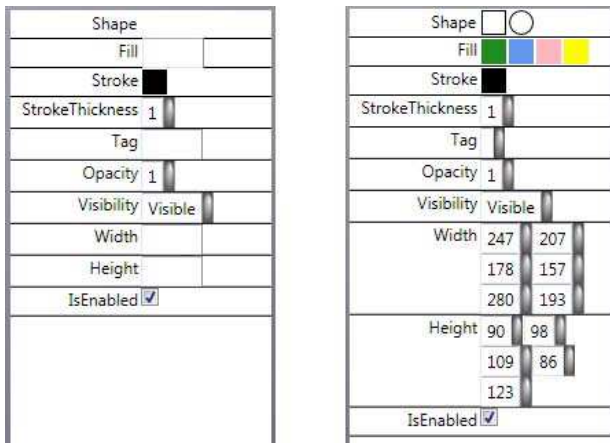 Shape
Fill
Stroke
StrokeThickness 1
Tag
Opacity 1
Visibility Visible
Width
Height
IsEnabled
Shape
Fill
Stroke
StrokeThickness 1
Tag
Opacity 1
Visibility Visible
Width 247 207
178 157
280 193
Height 90 98
109 86
123
IsEnabled